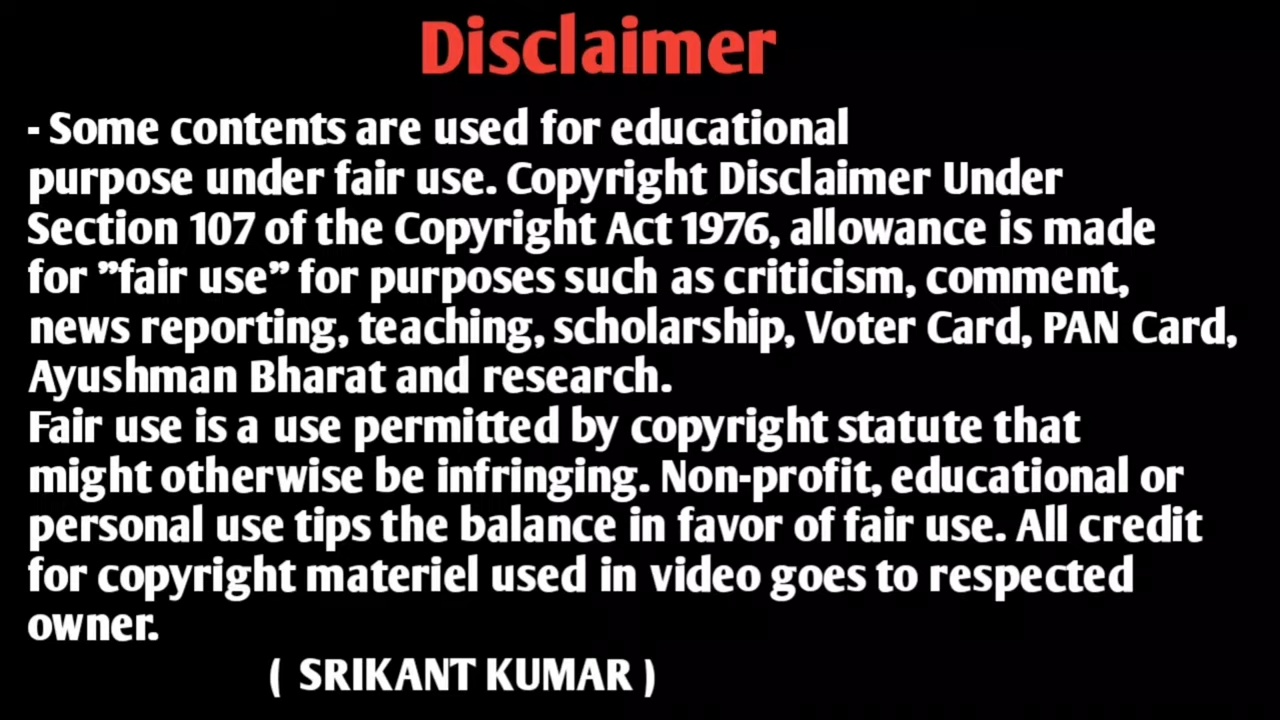 Disclaimer
- Some contents are used for educational
purpose under fair use. Copyright Disclaimer Under
Section 107 of the Copyright Act 1976, allowance is made
for ”fair use” for purposes such as criticism, comment,
news reporting, teaching, scholarship, Voter Card, PAN Card,
Ayushman Bharat and research.
Fair use is a use permitted by copyright statute that
might otherwise be infringing. Non-profit, educational or
personal use tips the balance in favor of fair use. All credit
for copyright materiel used in video goes to respected
owner.
( SRIKANT KUMAR )